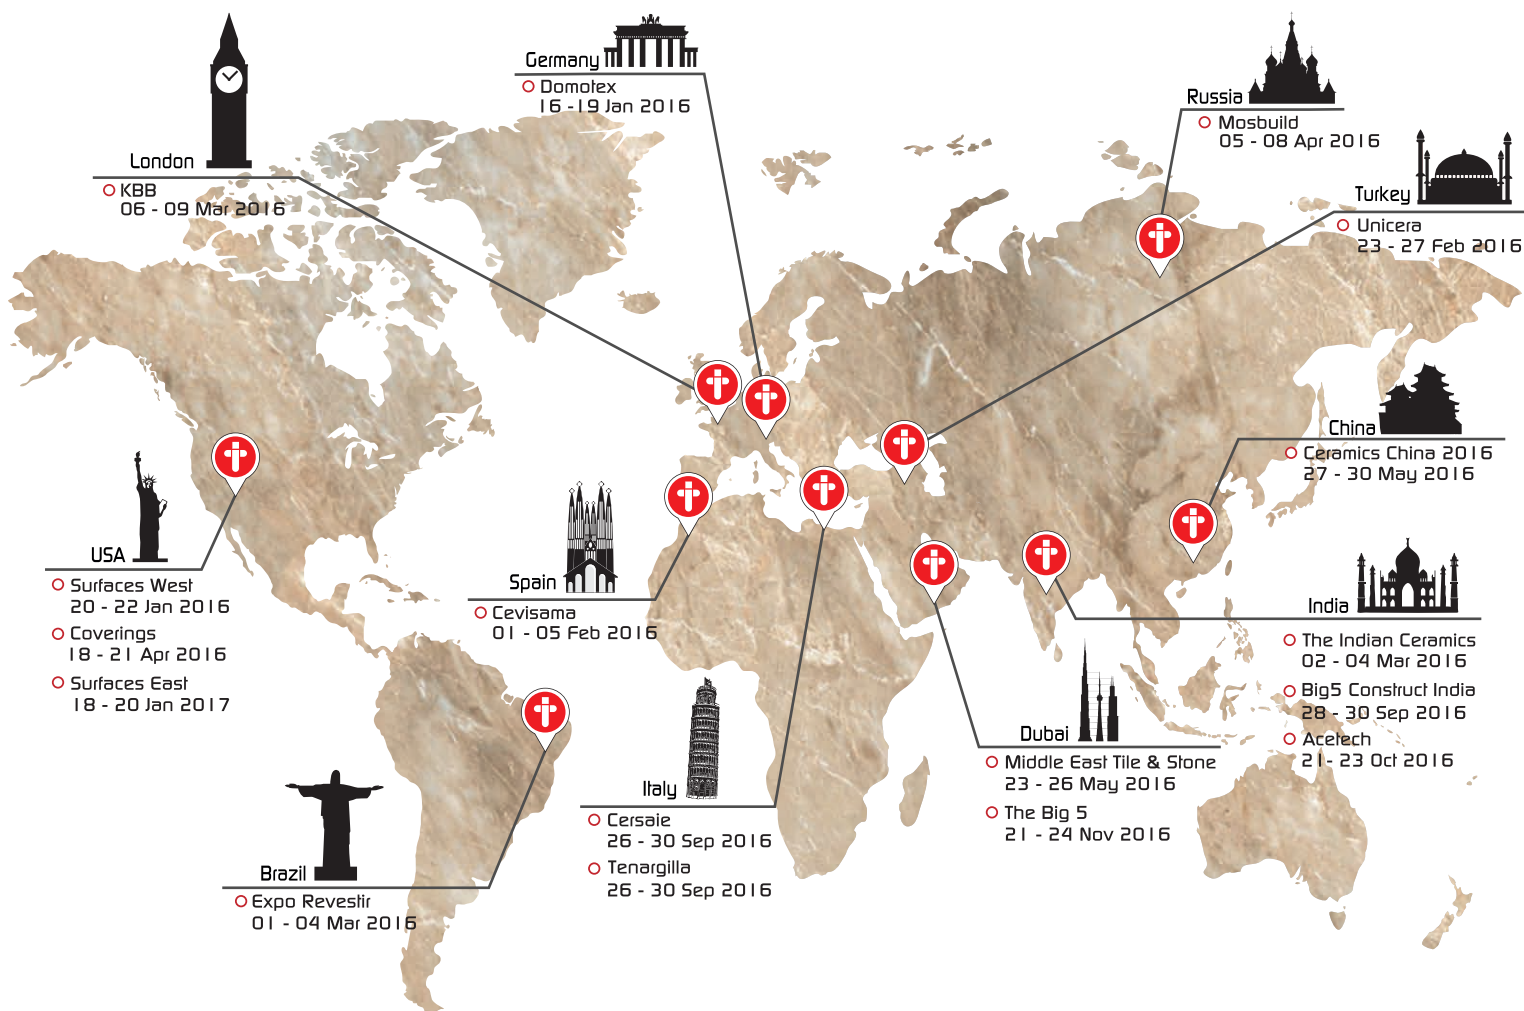 Germany
Domotex
16 -19 Jan 2016
Russia
Mosbuild
05 - 08 Apr 2016
London
KBB
06 - 09 Mar 2016
Turkey
Unicera
23 - 27 Feb 2016
China
Ceramics China 2016
27 - 30 May 2016
USA
Surfaces West
20 - 22 Jan 2016
Coverings
18 - 21 Apr 2016
Surfaces East
18 - 20 Jan 2017
Spain
Cevisama
01 - 05 Feb 2016
India
The Indian Ceramics
02 - 04 Mar 2016
Big5 Construct India
28 - 30 Sep 2016
Acetech
21- 23 Oct 2016
Dubai
Middle East Tile & Stone
23 - 26 May 2016
The Big 5
21 - 24 Nov 2016
Italy
Cersaie
26 - 30 Sep 2016
Tenargilla
26 - 30 Sep 2016
Brazil
Expo Revestir
01 - 04 Mar 2016